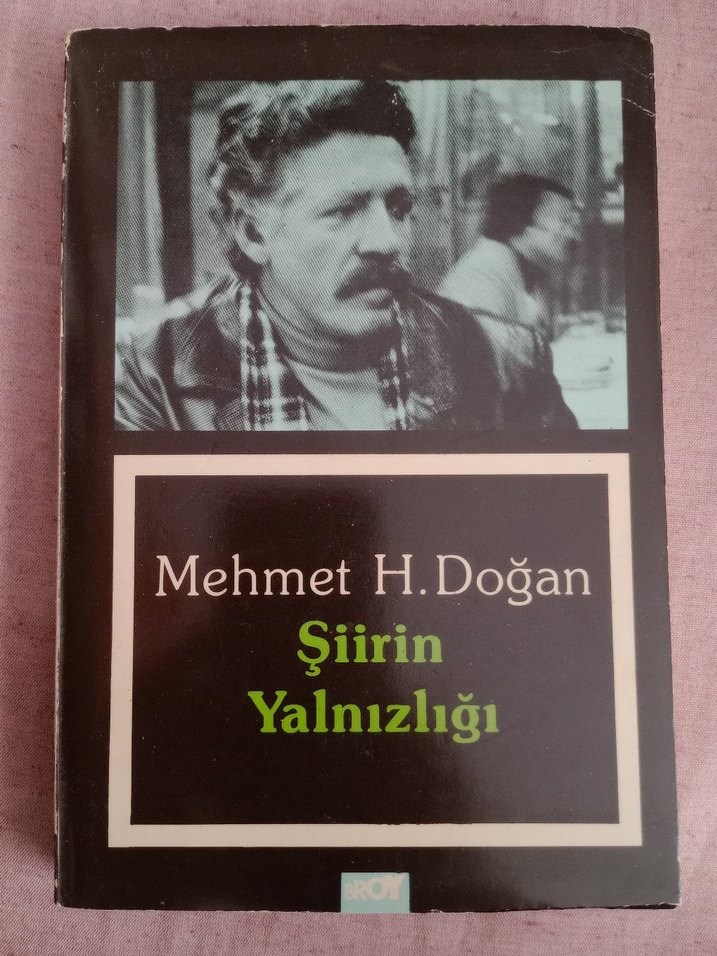 Mehmet H. Doğan
Şiirin
Yalnızlığı
BROY